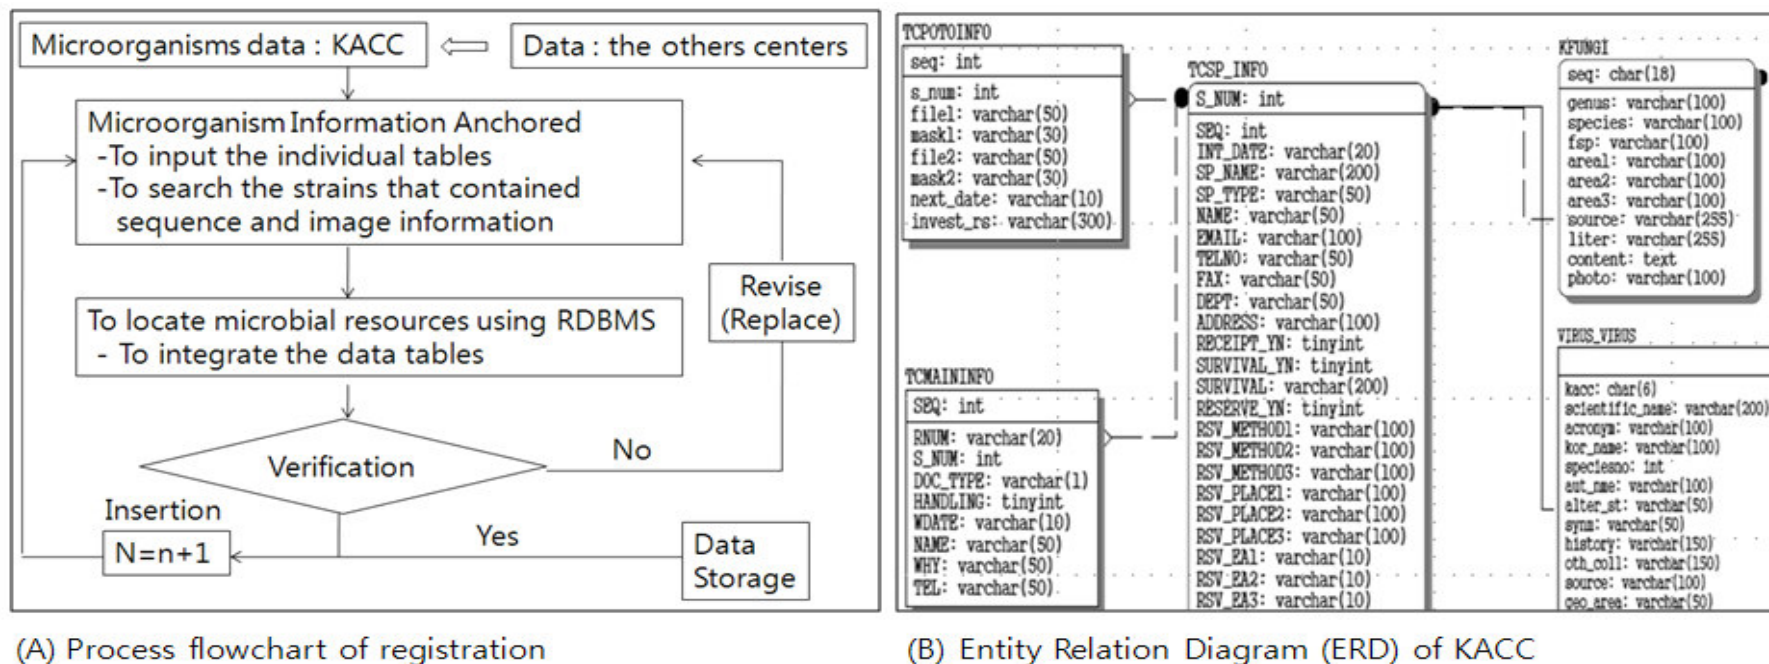 Microorganisms data : KACC
Data : the others centers
Microorganism Information Anchored
-To input the individual tables
-To search the strains that contained
sequence and image information
To locate microbial resources using RDBMS
- To integrate the data tables
Revise
(Replace)
Verification
No
Insertion
N=n+1
Yes
Data
Storage
(A) Process flowchart of registration
TCPOTOINFO
seq: int
s_num: int
file1: varchar(50)
mask1: varchar(30)
file2: varchar(50)
mask2: varchar(30)
next_date: varchar(10)
invest_rs: varchar(300)
TCMAININFO
SEQ: int
RNUM: varchar(20)
S_NUM: int
DOC_TYPE: varchar(1)
HANDLING: tinyint
WDATE: varchar(10)
NAME: varchar(50)
WHY: varchar(50)
TEL: varchar(50)
TCSP_INFO
S_NUM: int
SEQ: int
INT_DATE: varchar(20)
SP_NAME: varchar(200)
SP_TYPE: varchar(50)
NAME: varchar(50)
EMAIL: varchar(100)
TELNO: varchar(50)
FAX: varchar(50)
DEPT: varchar(50)
ADDRESS: varchar(100)
RECEIPT_YN: tinyint
SURVIVAL_YN: tinyint
SURVIVAL: varchar(200)
RESERVE_YN: tinyint
RSV_METHOD1: varchar(100)
RSV_METHOD2: varchar(100)
RSV_METHOD3: varchar(100)
RSV_PLACE1: varchar(100)
RSV_PLACE2: varchar(100)
RSV_PLACE3: varchar(100)
RSV_EA1: varchar(10)
RSV_EA2: varchar(10)
RSV_EA3: varchar(10)
KFUNGI
seq: char(18)
genus: varchar(100)
species: varchar(100)
fsp: varchar(100)
area1: varchar(100)
area2: varchar(100)
area3: varchar(100)
source: varchar(255)
liter: varchar(255)
content: text
photo: varchar(100)
VIRUS_VIRUS
kacc: char(6)
scientific_name: varchar(200)
acronym: varchar(100)
kor_name: varchar(100)
speciesno: int
aut_nme: varchar(100)
alter_st: varchar(50)
synm: varchar(50)
history: varchar(150)
oth_coll: varchar(150)
source: varchar(100)
geo_area: varchar(50)
(B) Entity Relation Diagram (ERD) of KACC